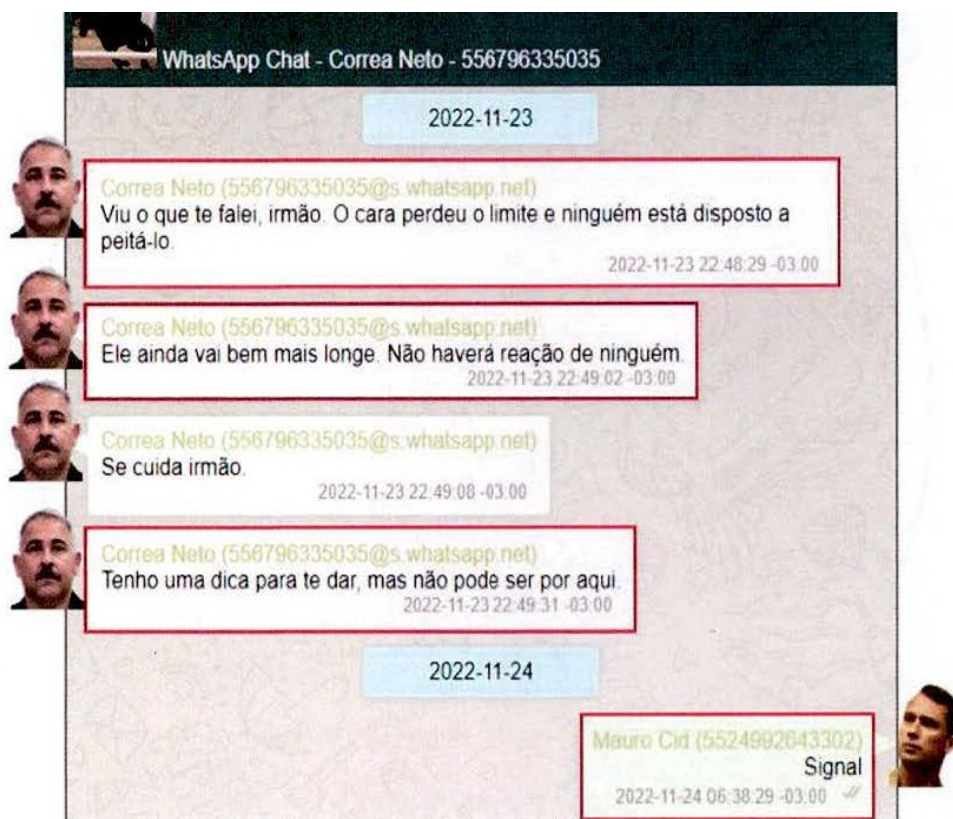 WhatsApp Chat - Correa Neto - 556796335035
2022-11-23
Correa Neto (556796335035@s.whatsapp.net)
Viu o que te falei, irmão. O cara perdeu o limite e ninguém está disposto a
peitá-lo.
2022-11-23 22:48:29 -03:00
Correa Neto (556796335035@s.whatsapp.net)
Ele ainda vai bem mais longe. Não haverá reação de ninguém.
2022-11-23 22:49:02 -03:00
Correa Neto (556796335035@s.whatsapp.net)
Se cuida irmão.
2022-11-23 22:49:08 -03:00
Correa Neto (556796335035@s.whatsapp.net)
Tenho uma dica para te dar, mas não pode ser por aqui.
2022-11-23 22:49:31 -03:00
2022-11-24
Mauro Cid (5524992643302)
Signal
2022-11-24 06:38:29 -03:00